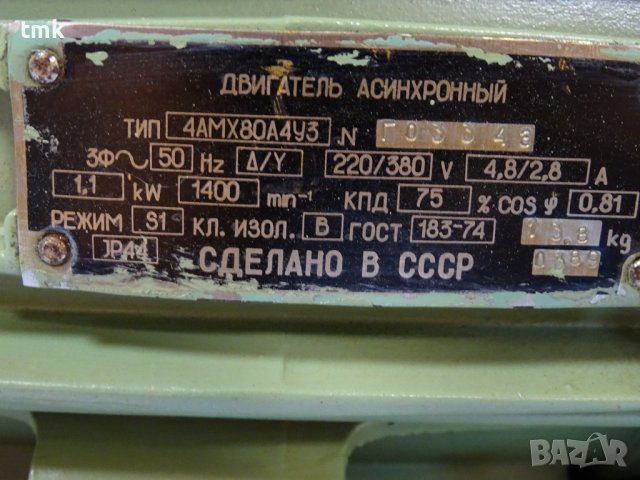 tmk
ДВИГАТЕЛЬ АСИНХРОННЫЙ
ТИП 4АМХ80А4У3 N
3Ф~ 50 Hz Δ/Y 220/380 V 4,8/2,8 A
1,1 kW 1400 min⁻¹ КПД 75 % COS φ 0,81
РЕЖИМ S1 КЛ. ИЗОЛ. B ГОСТ 183-74 kg
СДЕЛАНО В СССР 0389
BAZAR